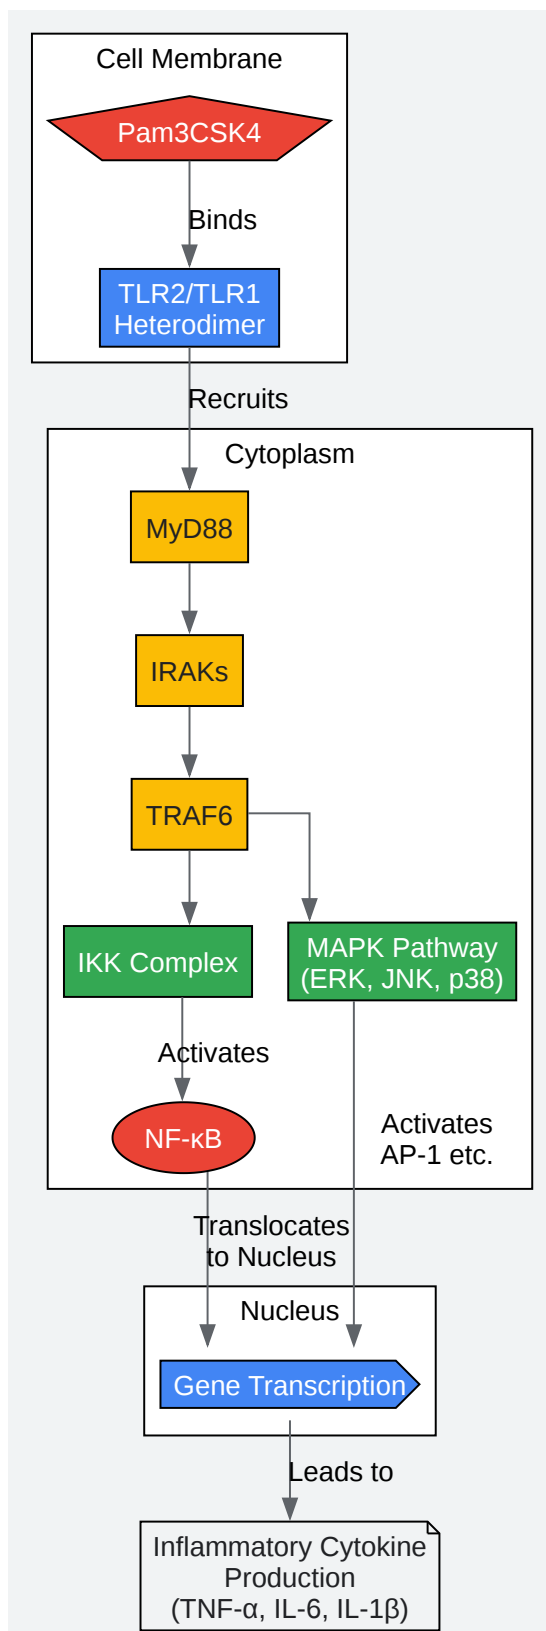 Cell Membrane
Pam3CSK4
Binds
TLR2/TLR1
Heterodimer
Recruits
Cytoplasm
MyD88
IRAKs
TRAF6
IKK Complex
MAPK Pathway
(ERK, JNK, p38)
Activates
NF-κB
Activates
AP-1 etc.
Translocates
to Nucleus
Nucleus
Gene Transcription
Leads to
Inflammatory Cytokine
Production
(TNF-α, IL-6, IL-1β)